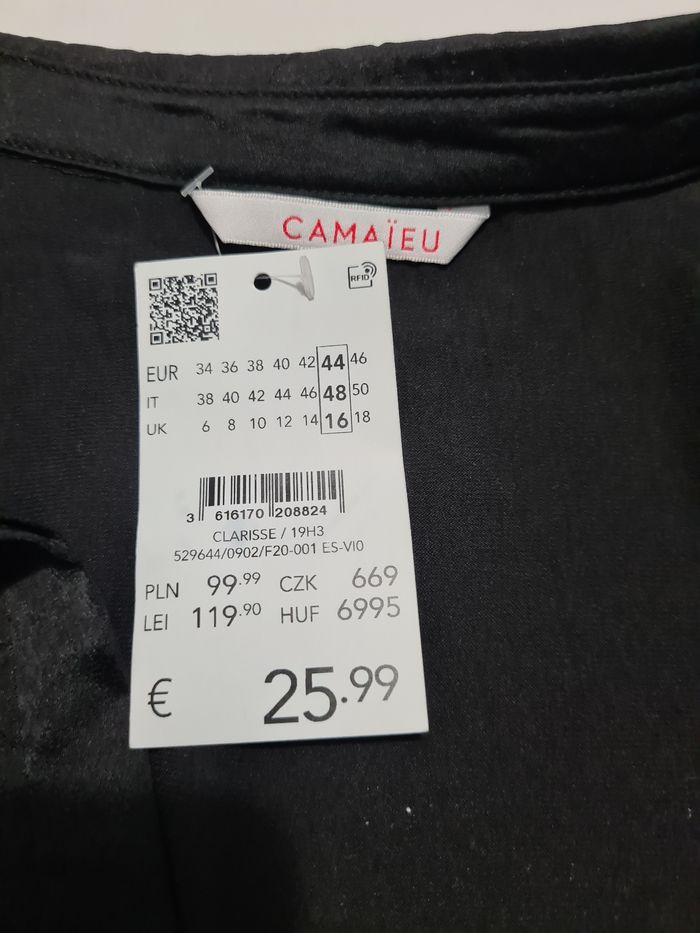 CAMAÏEU
RFID
EUR 34 36 38 40 42 44 46
IT 38 40 42 44 46 48 50
UK 6 8 10 12 14 16 18
3 616170 208824
CLARISSE / 19H3
529644/0902/F20-001 ES-VI0
PLN 99.99 CZK 669
LEI 119.90 HUF 6995
€ 25.99